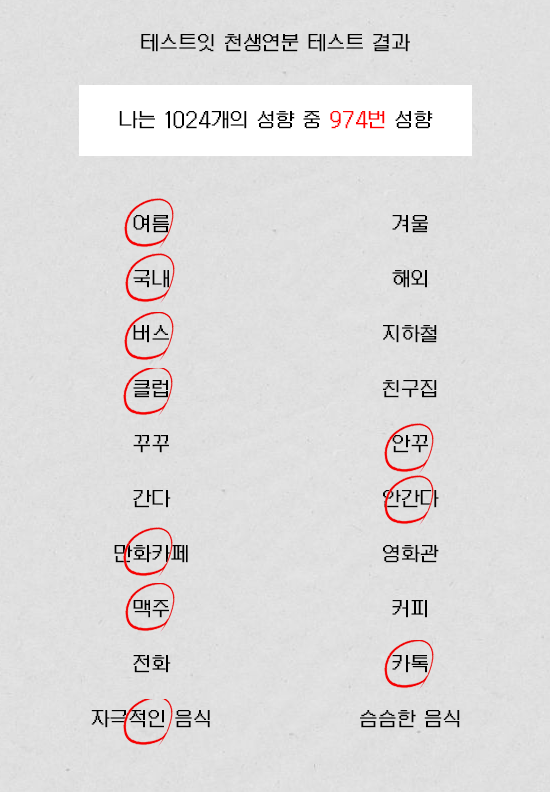 테스트잇 천생연분 테스트 결과
나는 1024개의 성향 중 974번 성향
여름 겨울
국내 해외
버스 지하철
클럽 친구집
꾸꾸 안꾸
간다 안간다
만화카페 영화관
맥주 커피
전화 카톡
자극적인 음식 슴슴한 음식